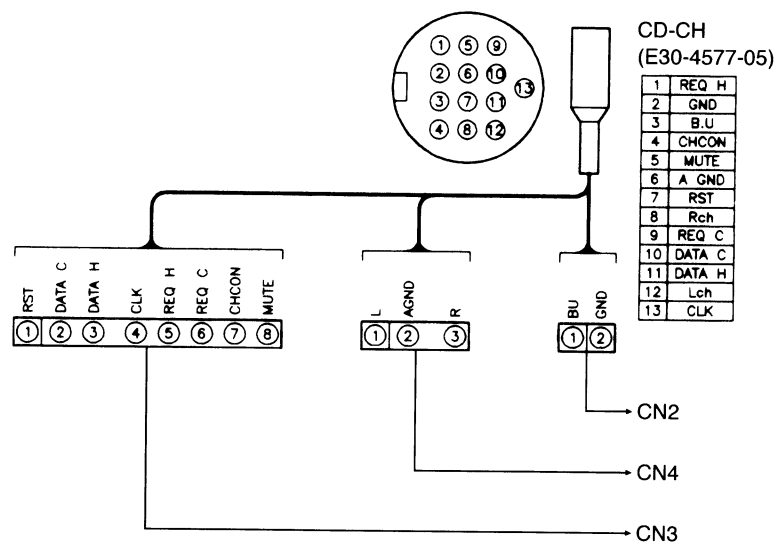 CD-CH
(E30-4577-05)
1 5 9
2 6 10
13
3 7 11
4 8 12
1 REQ H
2 GND
3 B.U
4 CHCON
5 MUTE
6 A GND
7 RST
8 Rch
9 REQ C
10 DATA C
11 DATA H
12 Lch
13 CLK
RST DATA C DATA H CLK REQ H REQ C CHCON MUTE
1 2 3 4 5 6 7 8
L AGND R
1 2 3
BU GND
1 2
CN2
CN4
CN3